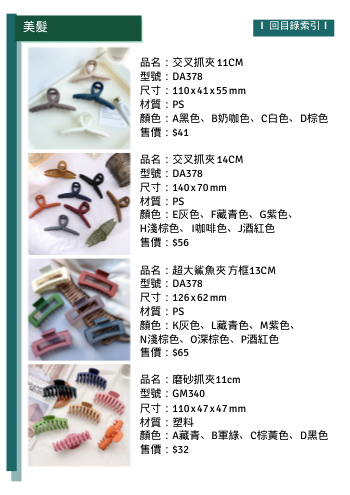 美髮
I 回目錄索引 I
品名：交叉抓夾11CM
型號：DA378
尺寸：110x41x55mm
材質：PS
顏色：A黑色、B奶咖色、C白色、D棕色
售價：$41
品名：交叉抓夾14CM
型號：DA378
尺寸：140x70mm
材質：PS
顏色：E灰色、F藏青色、G紫色、
H淺棕色、I咖啡色、J酒紅色
售價：$56
品名：超大鯊魚夾方框13CM
型號：DA378
尺寸：126x62mm
材質：PS
顏色：K灰色、L藏青色、M紫色、
N淺棕色、O深棕色、P酒紅色
售價：$65
品名：磨砂抓夾11cm
型號：GM340
尺寸：110x47x47mm
材質：塑料
顏色：A藏青、B軍綠、C棕黃色、D黑色
售價：$32